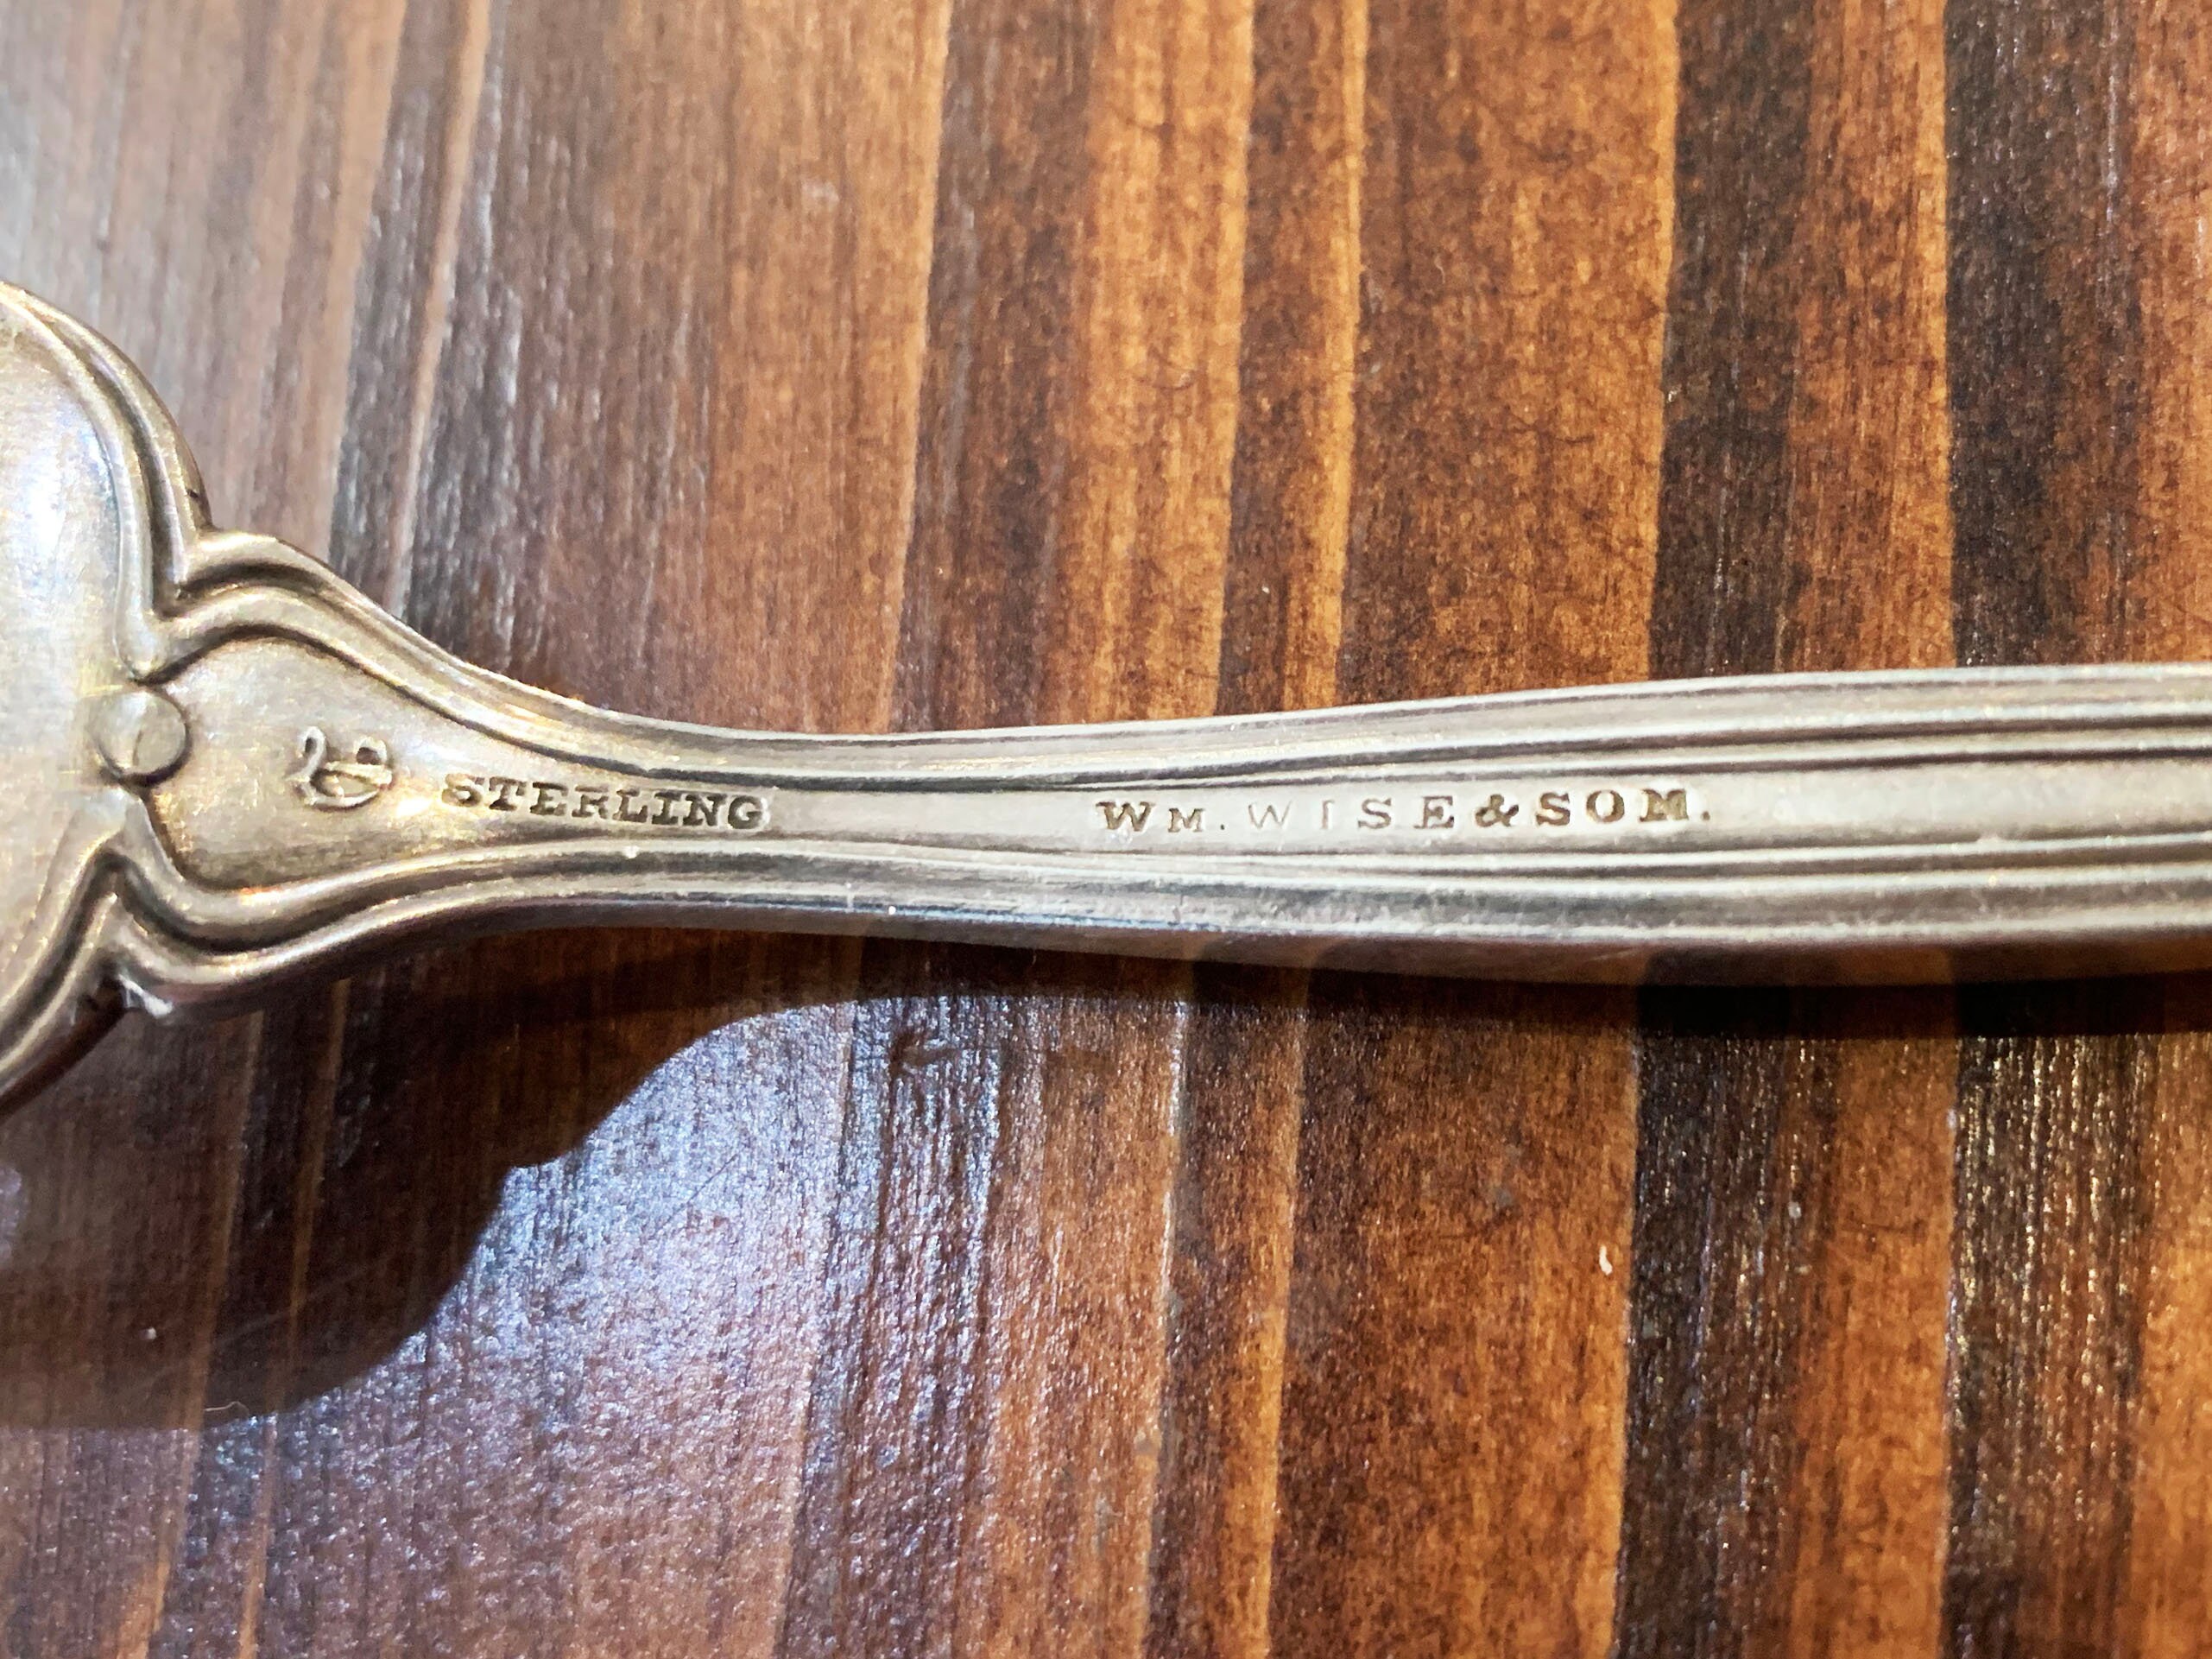 STERLING WM. WISE & SOM.